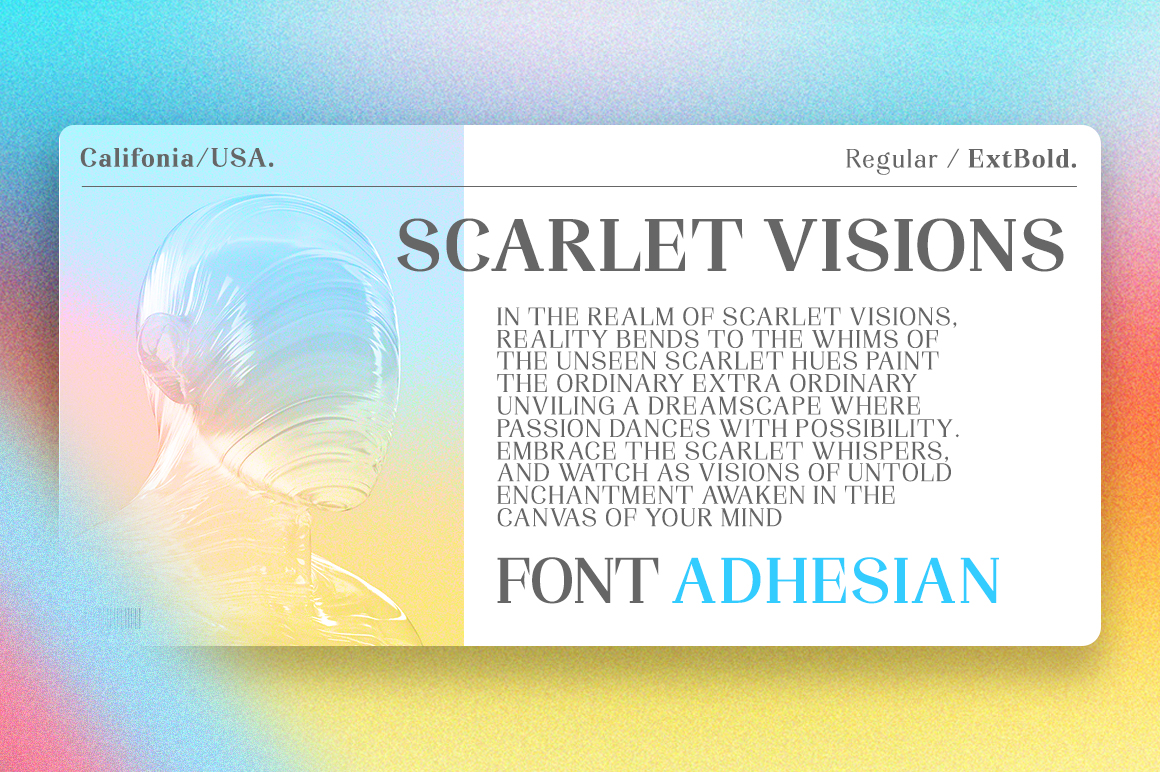 Califonia/USA.
Regular / ExtBold.
SCARLET VISIONS
IN THE REALM OF SCARLET VISIONS,
REALITY BENDS TO THE WHIMS OF
THE UNSEEN SCARLET HUES PAINT
THE ORDINARY EXTRA ORDINARY
UNVILING A DREAMSCAPE WHERE
PASSION DANCES WITH POSSIBILITY.
EMBRACE THE SCARLET WHISPERS,
AND WATCH AS VISIONS OF UNTOLD
ENCHANTMENT AWAKEN IN THE
CANVAS OF YOUR MIND
FONT ADHESIAN